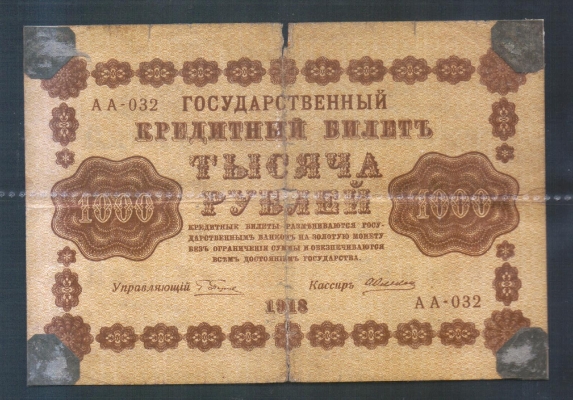 АА-032 ГОСУДАРСТВЕННЫЙ
КРЕДИТНЫЙ БИЛЕТЪ
ТЫСЯЧА
РУБЛЕЙ
1000 1000
КРЕДИТНЫЕ БИЛЕТЫ РАЗМѢНИВАЮТСЯ ГОСУ-
ДАРСТВЕННЫМЪ БАНКОМЪ НА ЗОЛОТУЮ МОНЕТУ
БЕЗЪ ОГРАНИЧЕНІЯ СУММЫ И ОБЕЗПЕЧИВАЮТСЯ
ВСѢМЪ ДОСТОЯНІЕМЪ ГОСУДАРСТВА.
Управляющій Кассиръ
1918
АА-032